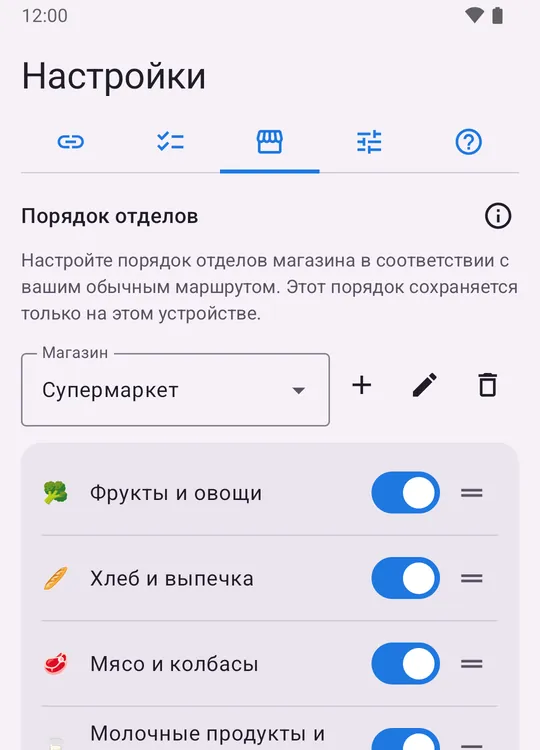 12:00
Настройки
Порядок отделов
Настройте порядок отделов магазина в соответствии с
вашим обычным маршрутом. Этот порядок сохраняется
только на этом устройстве.
Магазин
Супермаркет
Фрукты и овощи
Хлеб и выпечка
Мясо и колбасы
Молочные продукты и